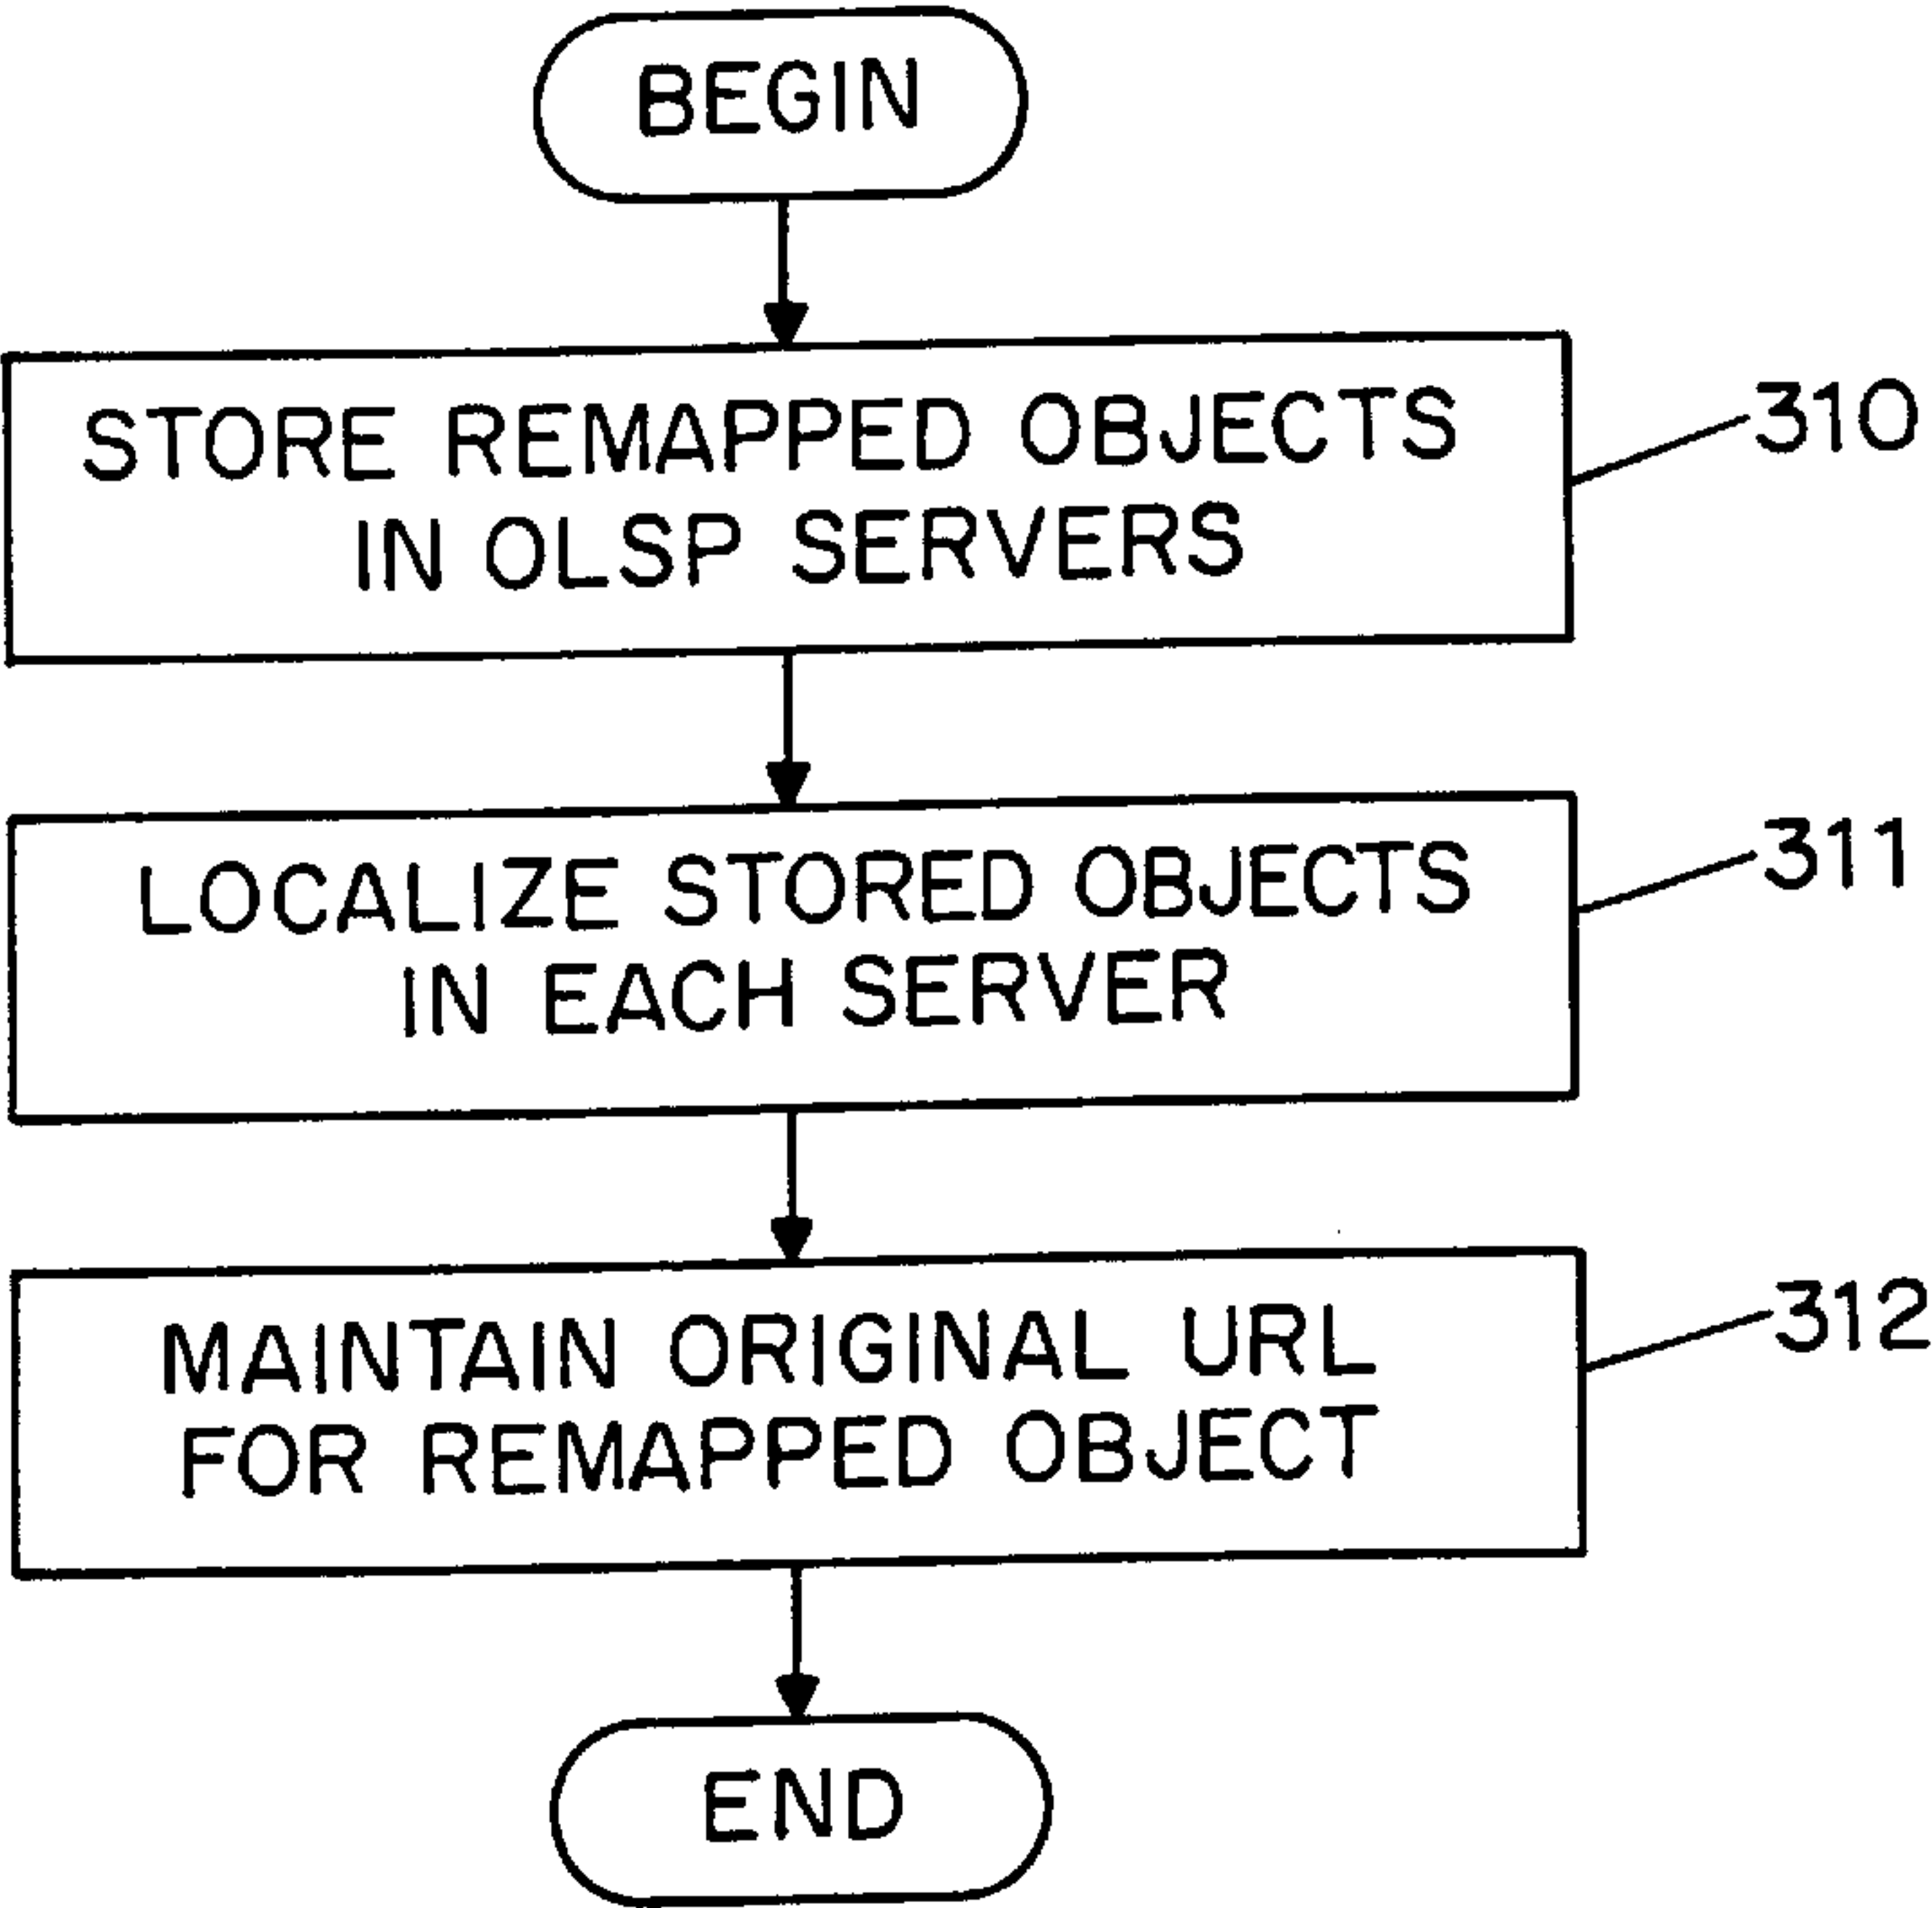 BEGIN
STORE REMAPPED OBJECTS
IN OLSP SERVERS
310
LOCALIZE STORED OBJECTS
IN EACH SERVER
311
MAINTAIN ORIGINAL URL
FOR REMAPPED OBJECT
312
END